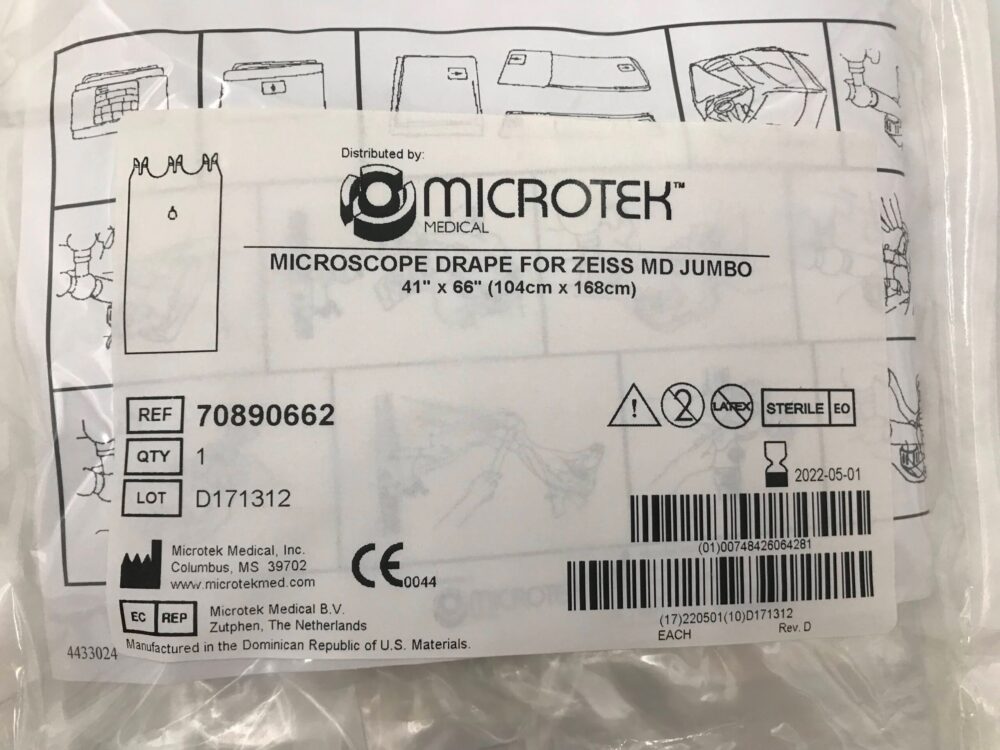 Distributed by:
MICROTEK™
MEDICAL
MICROSCOPE DRAPE FOR ZEISS MD JUMBO
41" x 66" (104cm x 168cm)
REF 70890662
QTY 1
LOT D171312
2
LATEX
STERILE EO
2022-05-01
(01)00748426064281
Microtek Medical, Inc.
Columbus, MS 39702
www.microtekmed.com
CE 0044
EC REP
Microtek Medical B.V.
Zutphen, The Netherlands
(17)220501(10)D171312
EACH Rev. D
Manufactured in the Dominican Republic of U.S. Materials.
4433024
MICROTE